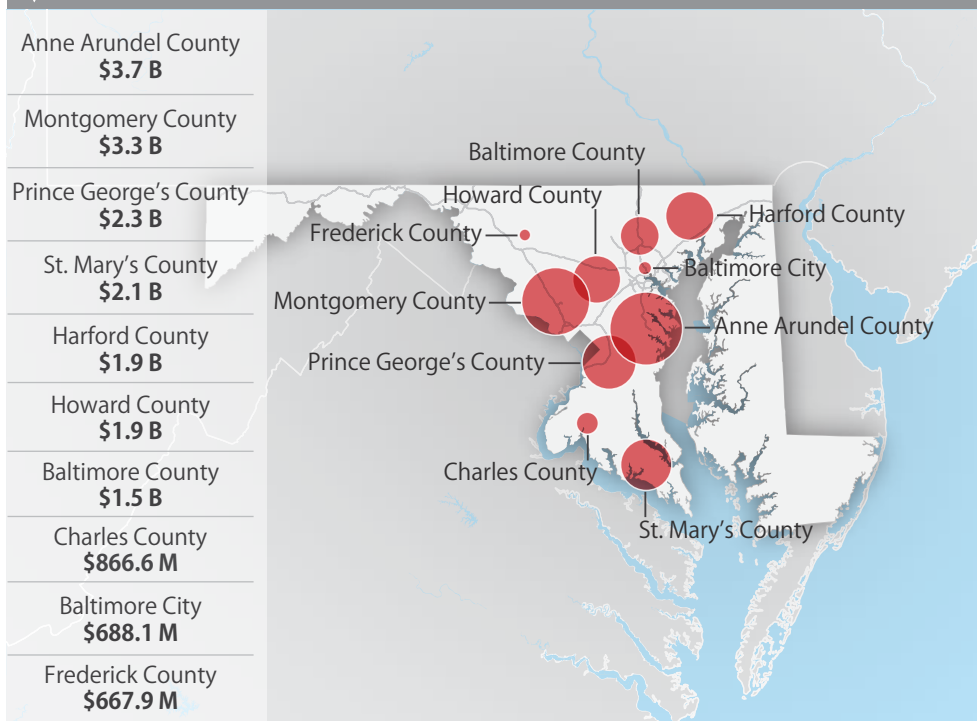 Anne Arundel County
$3.7 B
Montgomery County
$3.3 B
Prince George's County
$2.3 B
St. Mary's County
$2.1 B
Harford County
$1.9 B
Howard County
$1.9 B
Baltimore County
$1.5 B
Charles County
$866.6 M
Baltimore City
$688.1 M
Frederick County
$667.9 M
Baltimore County
Howard County
Harford County
Frederick County
Baltimore City
Montgomery County
Anne Arundel County
Prince George's County
Charles County
St. Mary's County